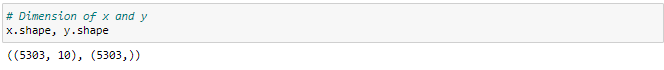 # Dimension of x and y
x.shape, y.shape
((5303, 10), (5303,))